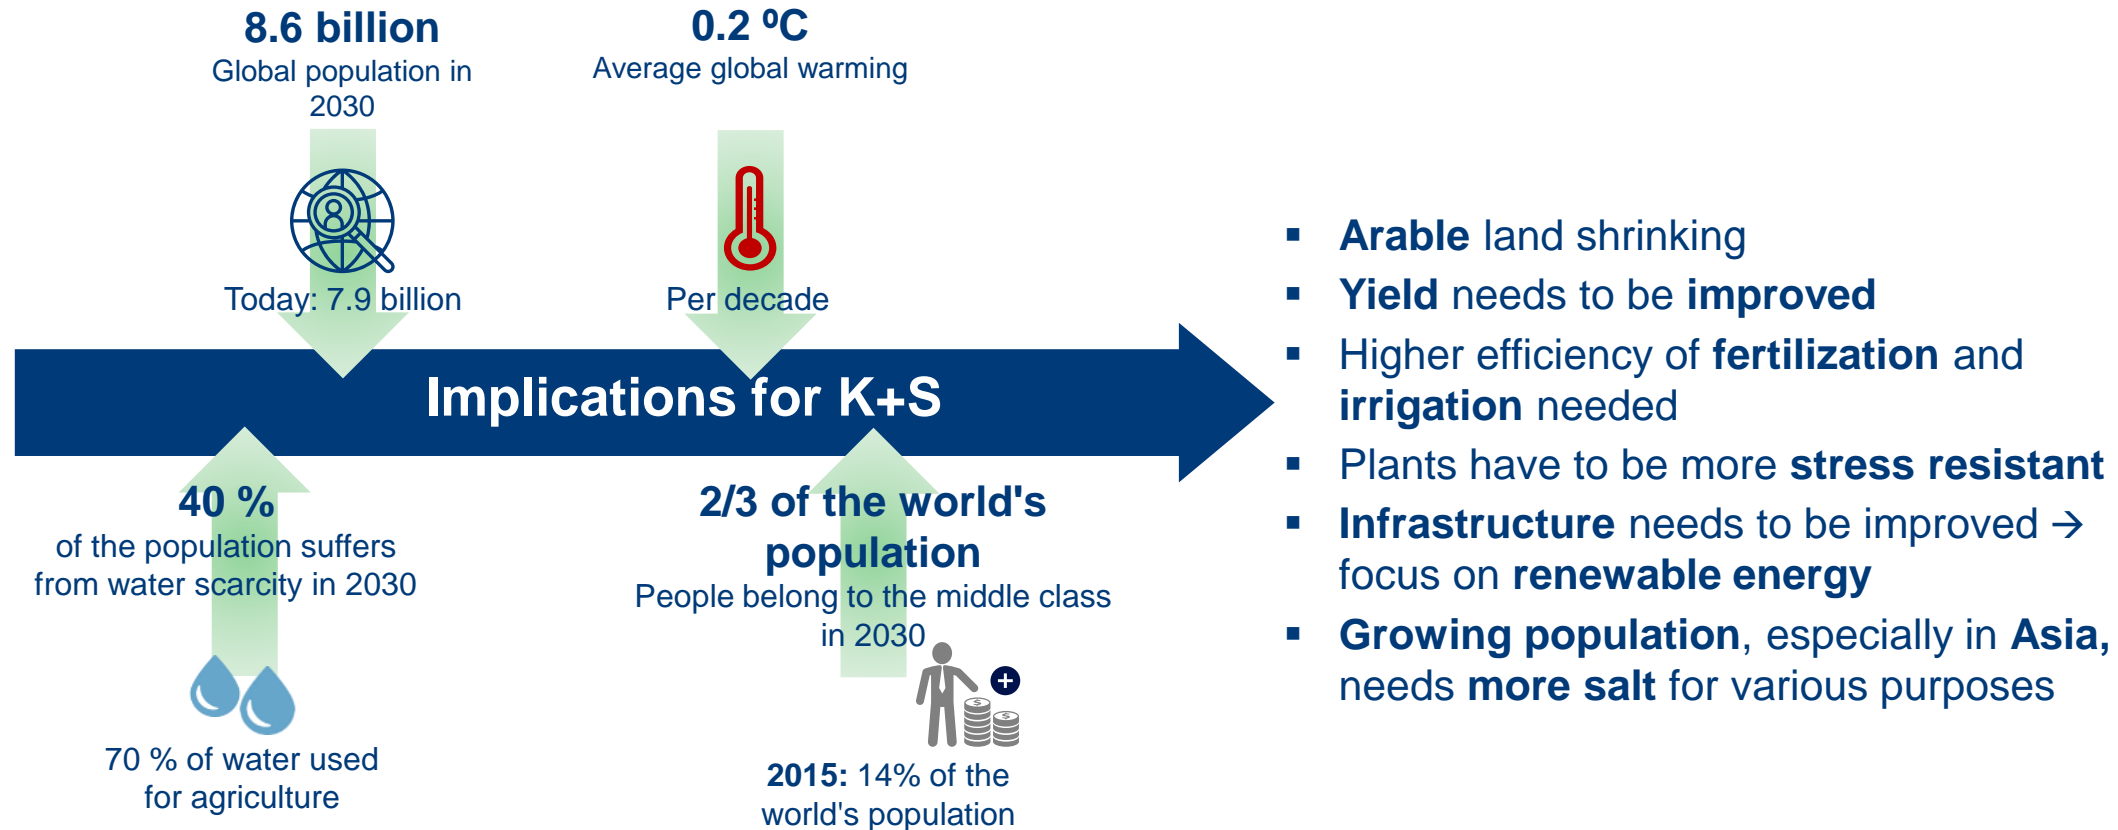 8.6 billion
Global population in
2030
Today: 7.9 billion
0.2 ºC
Average global warming
Per decade
Implications for K+S
40 %
of the population suffers
from water scarcity in 2030
70 % of water used
for agriculture
2/3 of the world's
population
People belong to the middle class
in 2030
$
$
2015: 14% of the
world's population
▪ Arable land shrinking
▪ Yield needs to be improved
▪ Higher efficiency of fertilization and
irrigation needed
▪ Plants have to be more stress resistant
▪ Infrastructure needs to be improved →
focus on renewable energy
▪ Growing population, especially in Asia,
needs more salt for various purposes